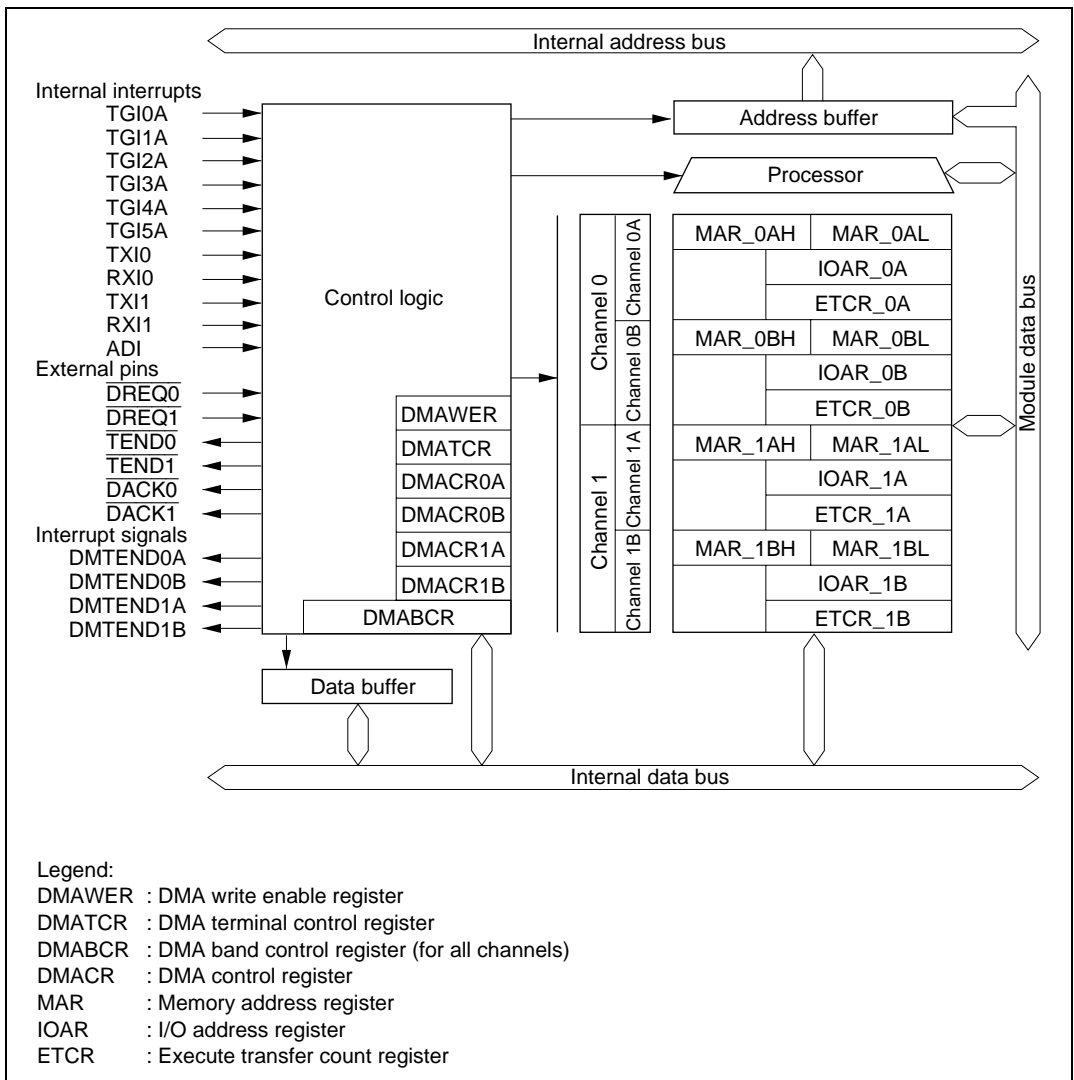 Internal address bus
Internal interrupts
TGI0A
TGI1A
TGI2A
TGI3A
TGI4A
TGI5A
TXI0
RXI0
TXI1
RXI1
ADI
External pins
DREQ0
DREQ1
TEND0
TEND1
DACK0
DACK1
Interrupt signals
DMTEND0A
DMTEND0B
DMTEND1A
DMTEND1B
Control logic
DMAWER
DMATCR
DMACR0A
DMACR0B
DMACR1A
DMACR1B
DMABCR
Data buffer
Address buffer
Processor
Channel 0
Channel 0A
Channel 0B
Channel 1
Channel 1A
Channel 1B
MAR_0AH MAR_0AL
IOAR_0A
ETCR_0A
MAR_0BH MAR_0BL
IOAR_0B
ETCR_0B
MAR_1AH MAR_1AL
IOAR_1A
ETCR_1A
MAR_1BH MAR_1BL
IOAR_1B
ETCR_1B
Module data bus
Internal data bus
Legend:
DMAWER : DMA write enable register
DMATCR : DMA terminal control register
DMABCR : DMA band control register (for all channels)
DMACR : DMA control register
MAR : Memory address register
IOAR : I/O address register
ETCR : Execute transfer count register